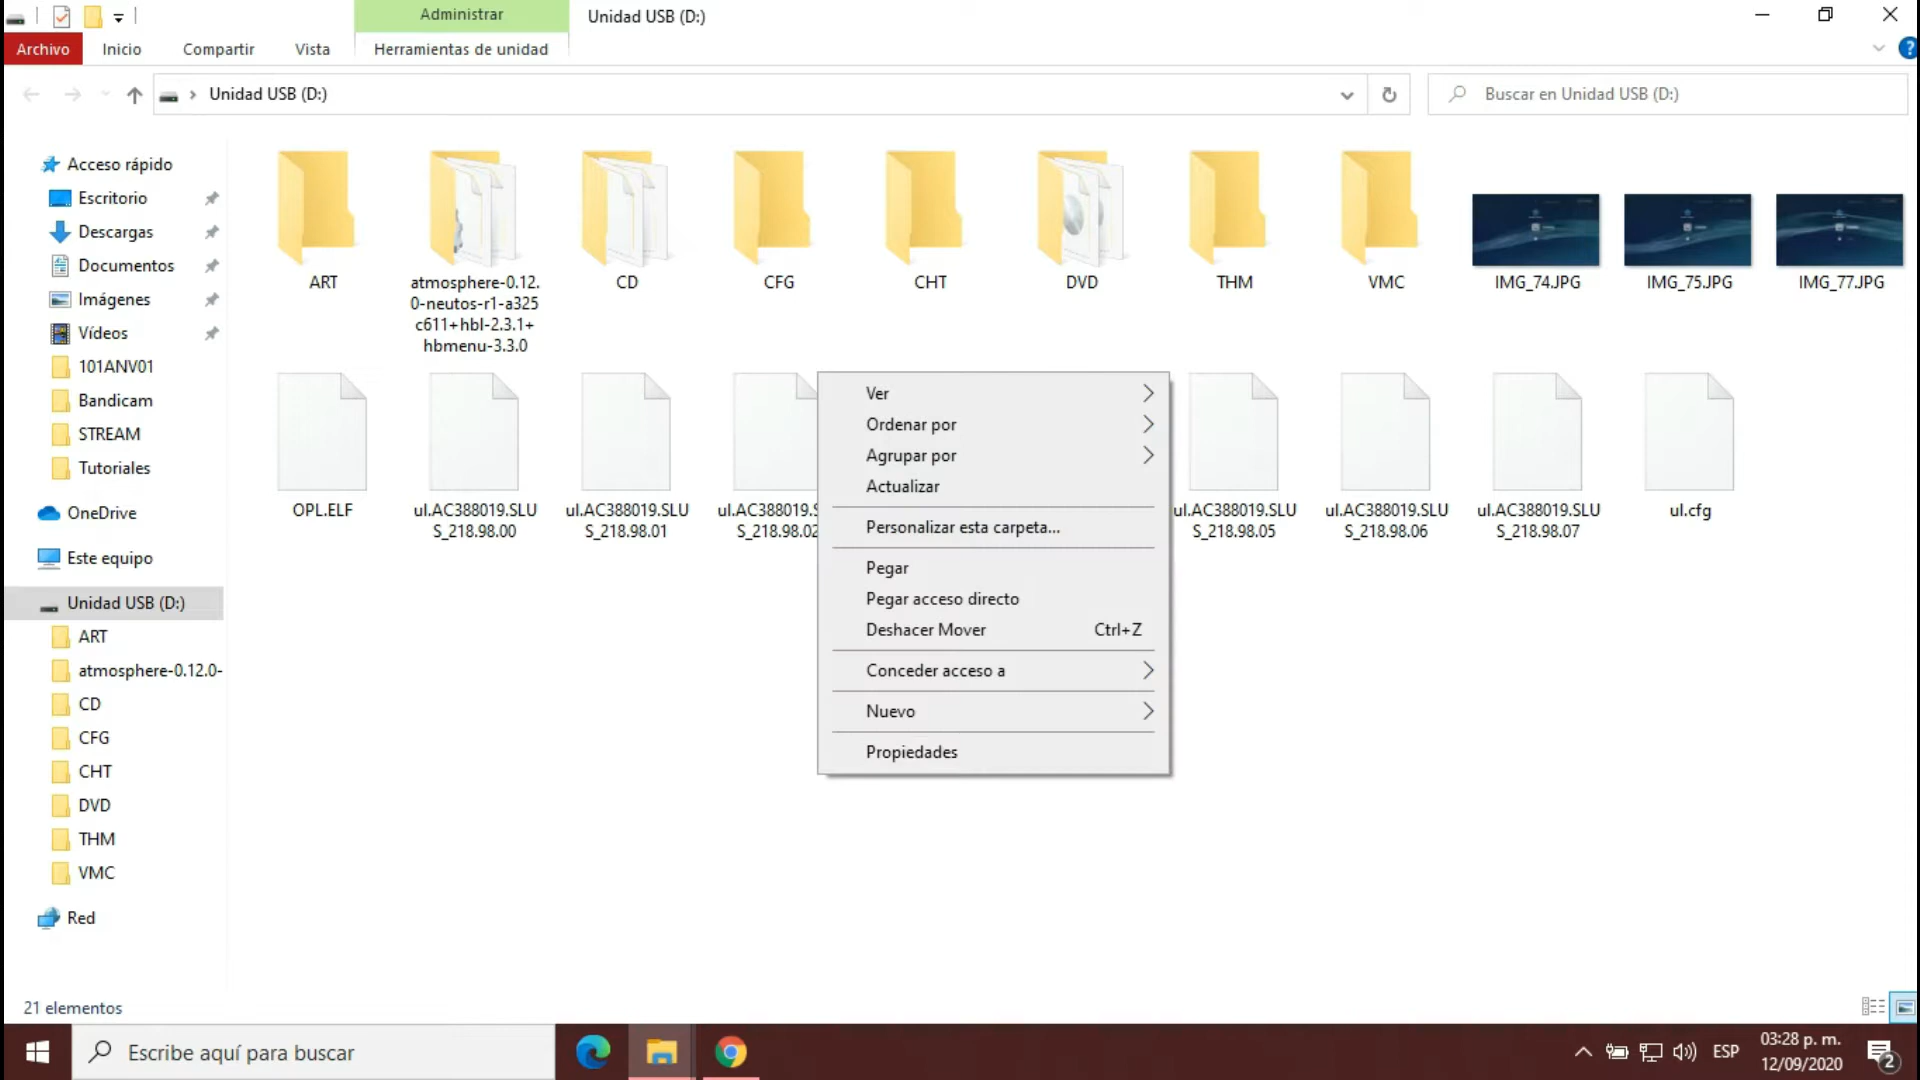 Administrar
Unidad USB (D:)
Archivo
Inicio
Compartir
Vista
Herramientas de unidad
Unidad USB (D:)
Buscar en Unidad USB (D:)
Acceso rápido
Escritorio
Descargas
Documentos
Imágenes
Vídeos
101ANV01
Bandicam
STREAM
Tutoriales
OneDrive
Este equipo
Unidad USB (D:)
ART
atmosphere-0.12.0-
CD
CFG
CHT
DVD
THM
VMC
Red
ART
atmosphere-0.12.
0-neutos-r1-a325
c611+hbl-2.3.1+
hbmenu-3.3.0
CD
CFG
CHT
DVD
THM
VMC
IMG_74.JPG
IMG_75.JPG
IMG_77.JPG
OPL.ELF
ul.AC388019.SLU
S_218.98.00
ul.AC388019.SLU
S_218.98.01
ul.AC388019.S
S_218.98.02
ul.AC388019.SLU
S_218.98.05
ul.AC388019.SLU
S_218.98.06
ul.AC388019.SLU
S_218.98.07
ul.cfg
Ver
Ordenar por
Agrupar por
Actualizar
Personalizar esta carpeta...
Pegar
Pegar acceso directo
Deshacer Mover Ctrl+Z
Conceder acceso a
Nuevo
Propiedades
21 elementos
Escribe aquí para buscar
ESP
03:28 p. m.
12/09/2020
2